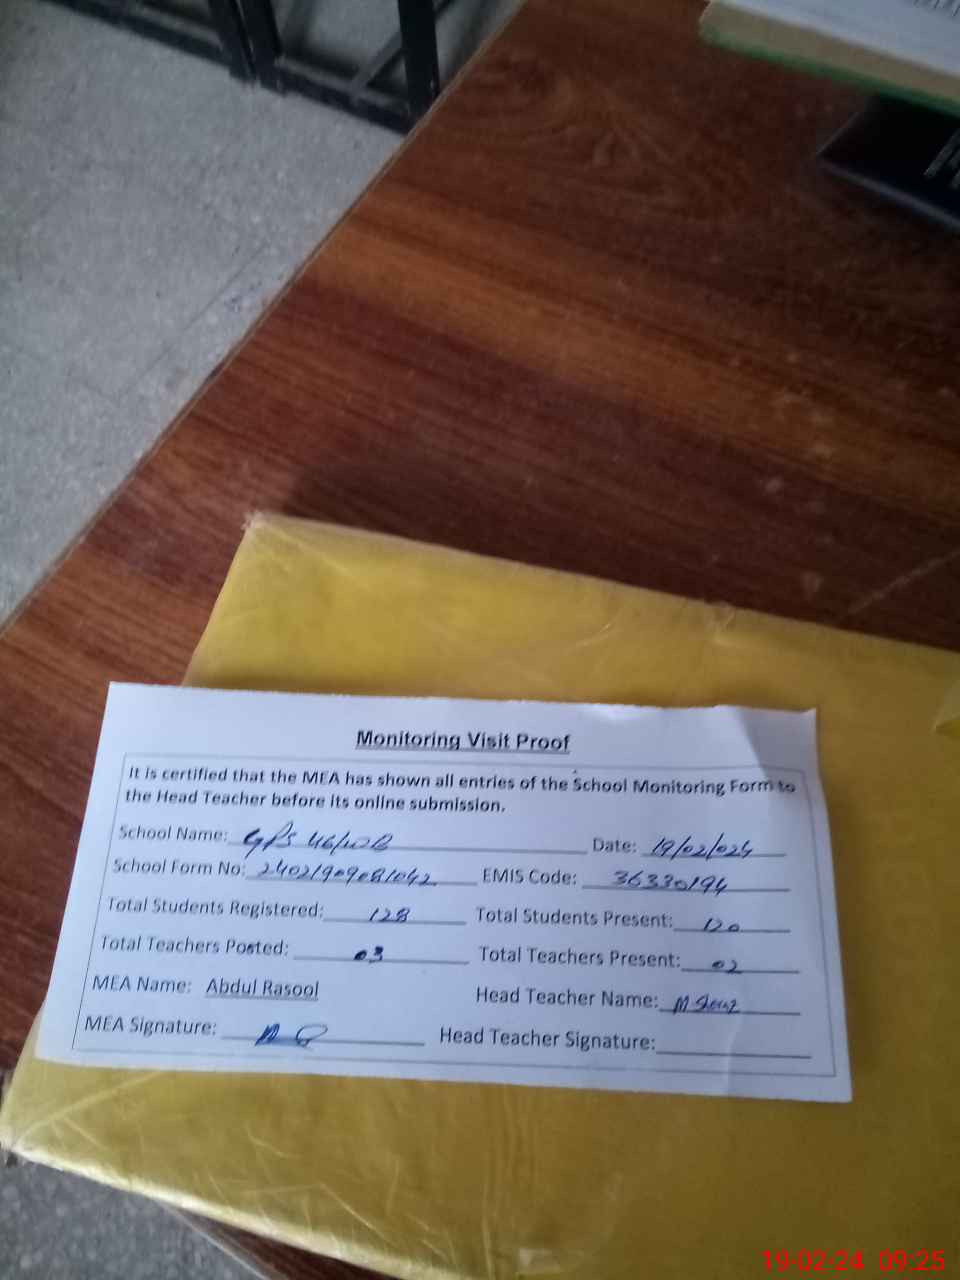 Monitoring Visit Proof
It is certified that the MEA has shown all entries of the School Monitoring Form to
the Head Teacher before its online submission.
School Name: GPS 46/WB Date: 19/02/024
School Form No: 24021909081042 EMIS Code: 36330194
Total Students Registered: 128 Total Students Present: 120
Total Teachers Posted: 03 Total Teachers Present: 02
MEA Name: Abdul Rasool Head Teacher Name: M
MEA Signature: Head Teacher Signature:
19-02-24 09:25